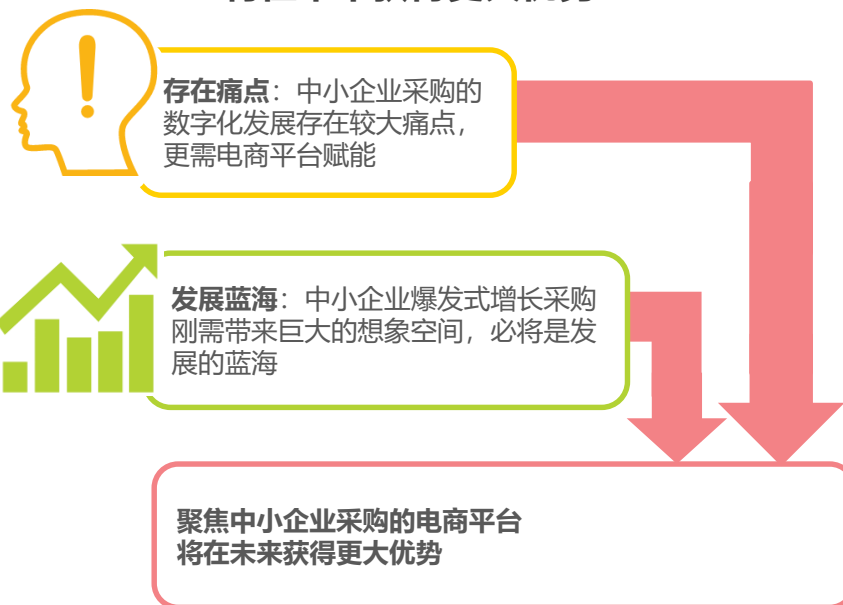 存在痛点：中小企业采购的
数字化发展存在较大痛点，
更需电商平台赋能
发展蓝海：中小企业爆发式增长采购
刚需带来巨大的想象空间，必将是发
展的蓝海
聚焦中小企业采购的电商平台
将在未来获得更大优势